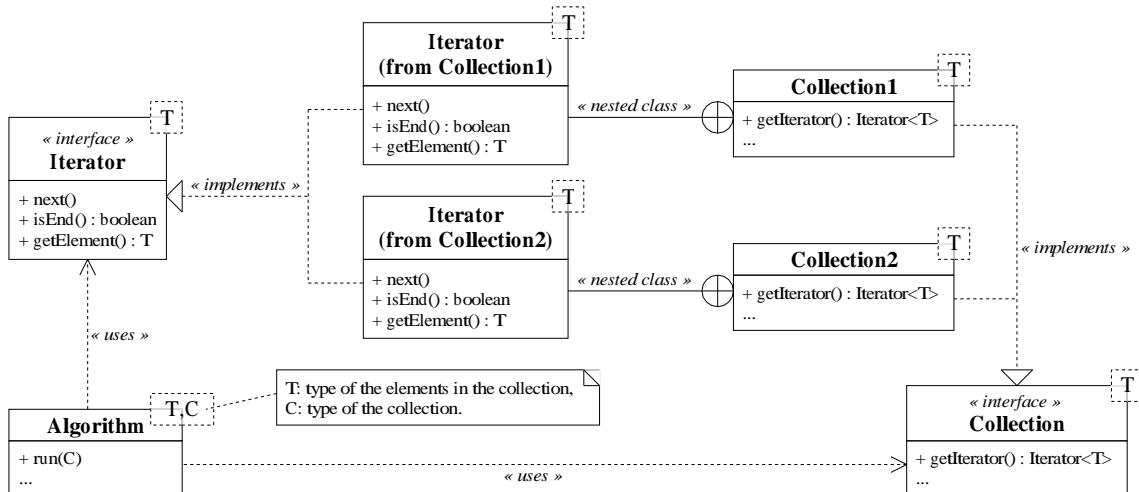 T
« interface »
Iterator
+ next()
+ isEnd() : boolean
+ getElement() : T
« implements »
T
Iterator
(from Collection1)
+ next()
+ isEnd() : boolean
+ getElement() : T
« nested class »
T
Collection1
+ getIterator() : Iterator<T>
...
T
Iterator
(from Collection2)
+ next()
+ isEnd() : boolean
+ getElement() : T
« nested class »
T
Collection2
+ getIterator() : Iterator<T>
...
« implements »
« uses »
T,C
Algorithm
+ run(C)
...
T: type of the elements in the collection,
C: type of the collection.
« uses »
T
« interface »
Collection
+ getIterator() : Iterator<T>
...